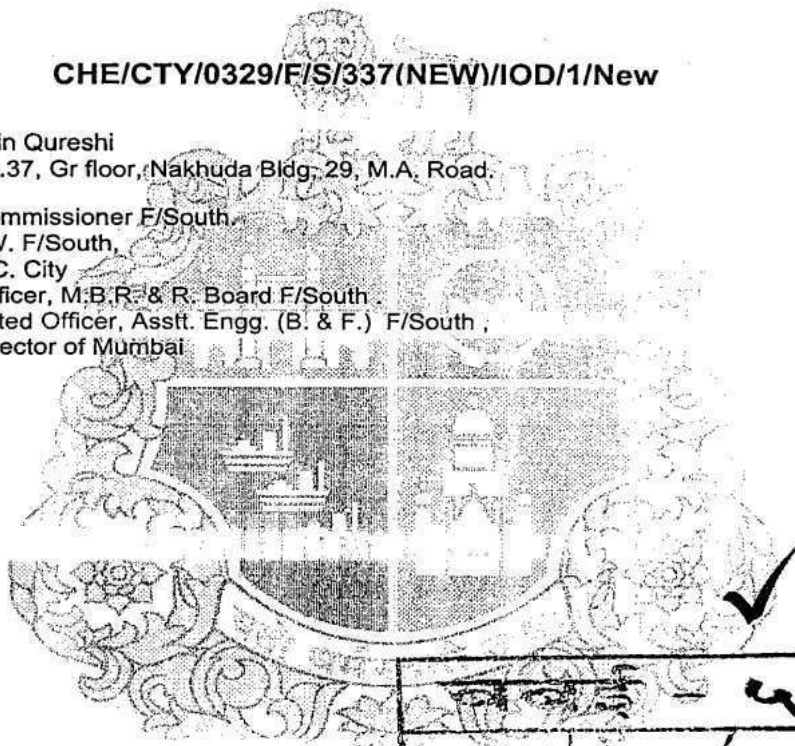 CHE/CTY/0329/F/S/337(NEW)/IOD/1/New
in Qureshi
.37, Gr floor, Nakhuda Bldg, 29, M.A. Road.
ommissioner F/South.
F/South,
C. City
ficer, M.B.R. & R. Board F/South .
ted Officer, Asstt. Engg. (B. & F.) F/South ,
ector of Mumbai